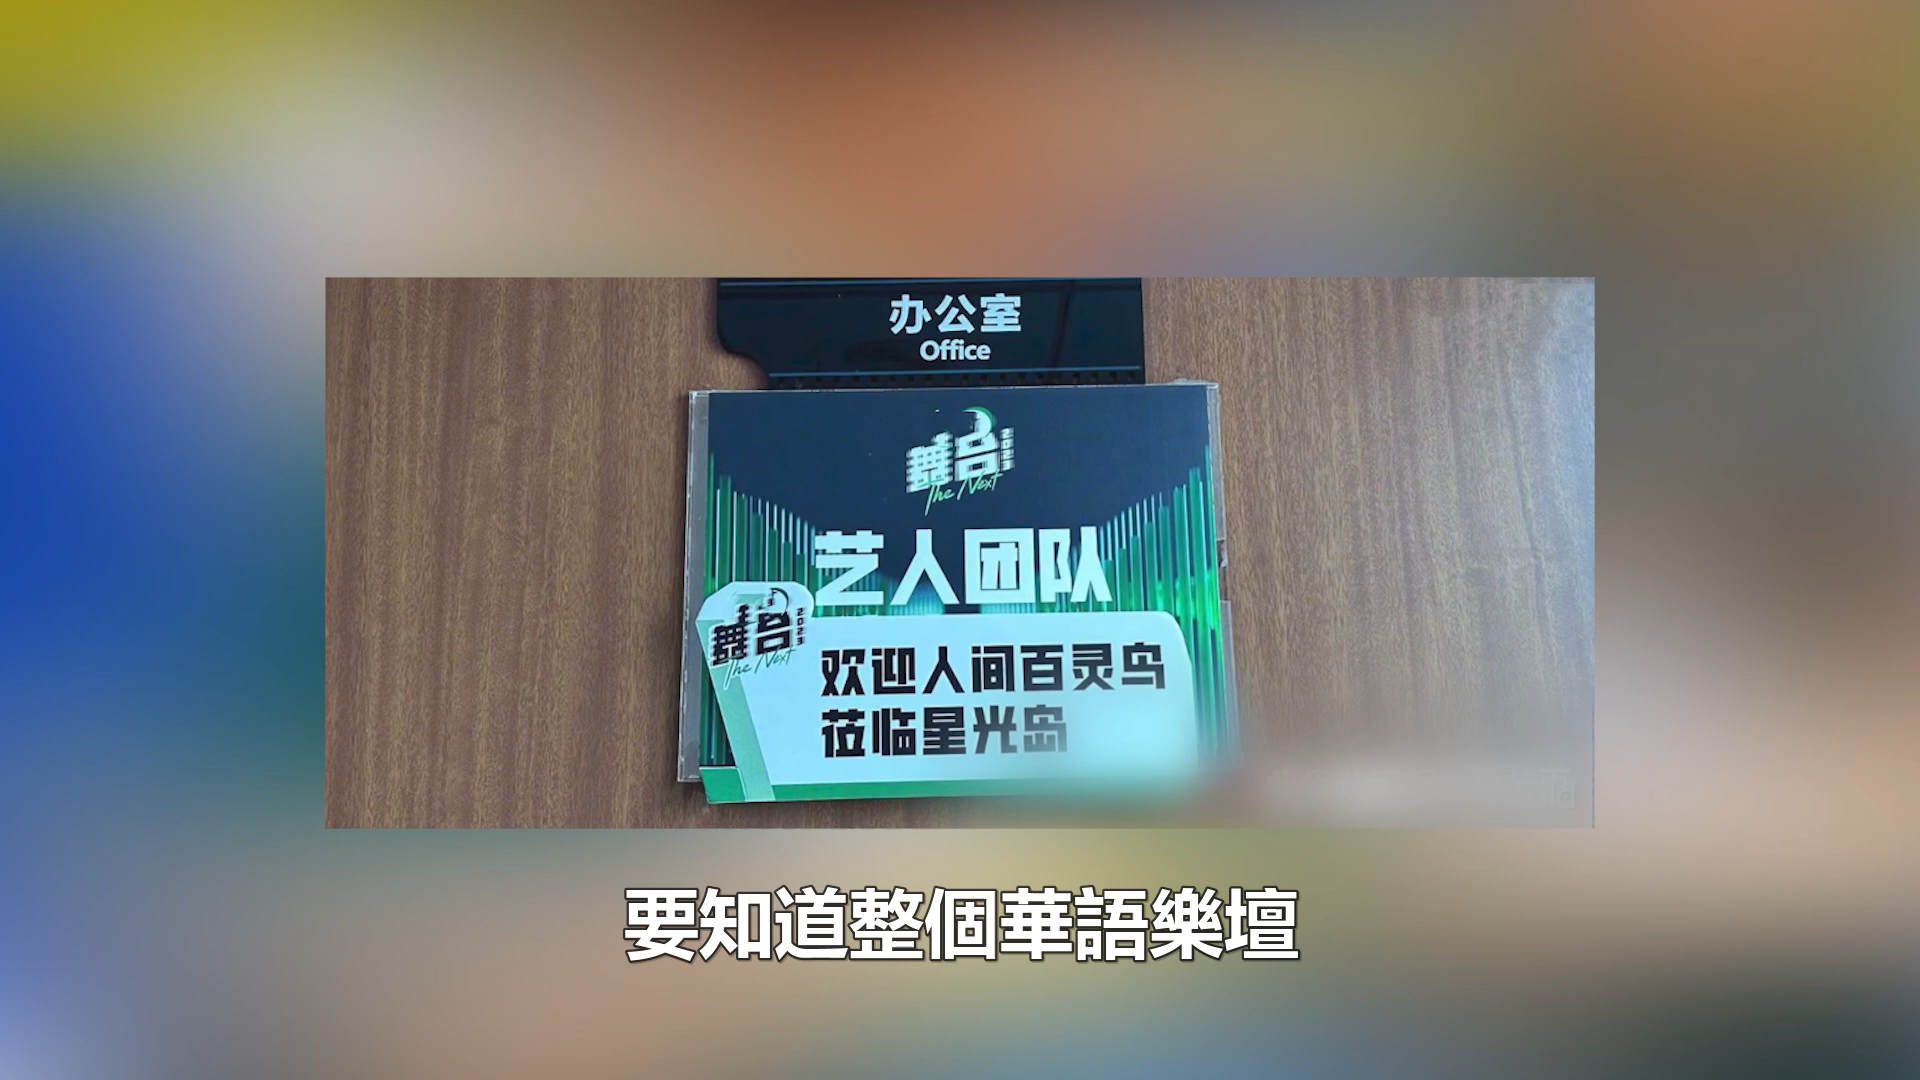 办公室
Office
舞台
2023
The Next
艺人团队
舞台
2023
The Next
欢迎人间百灵鸟
莅临星光岛
要知道整個華語樂壇